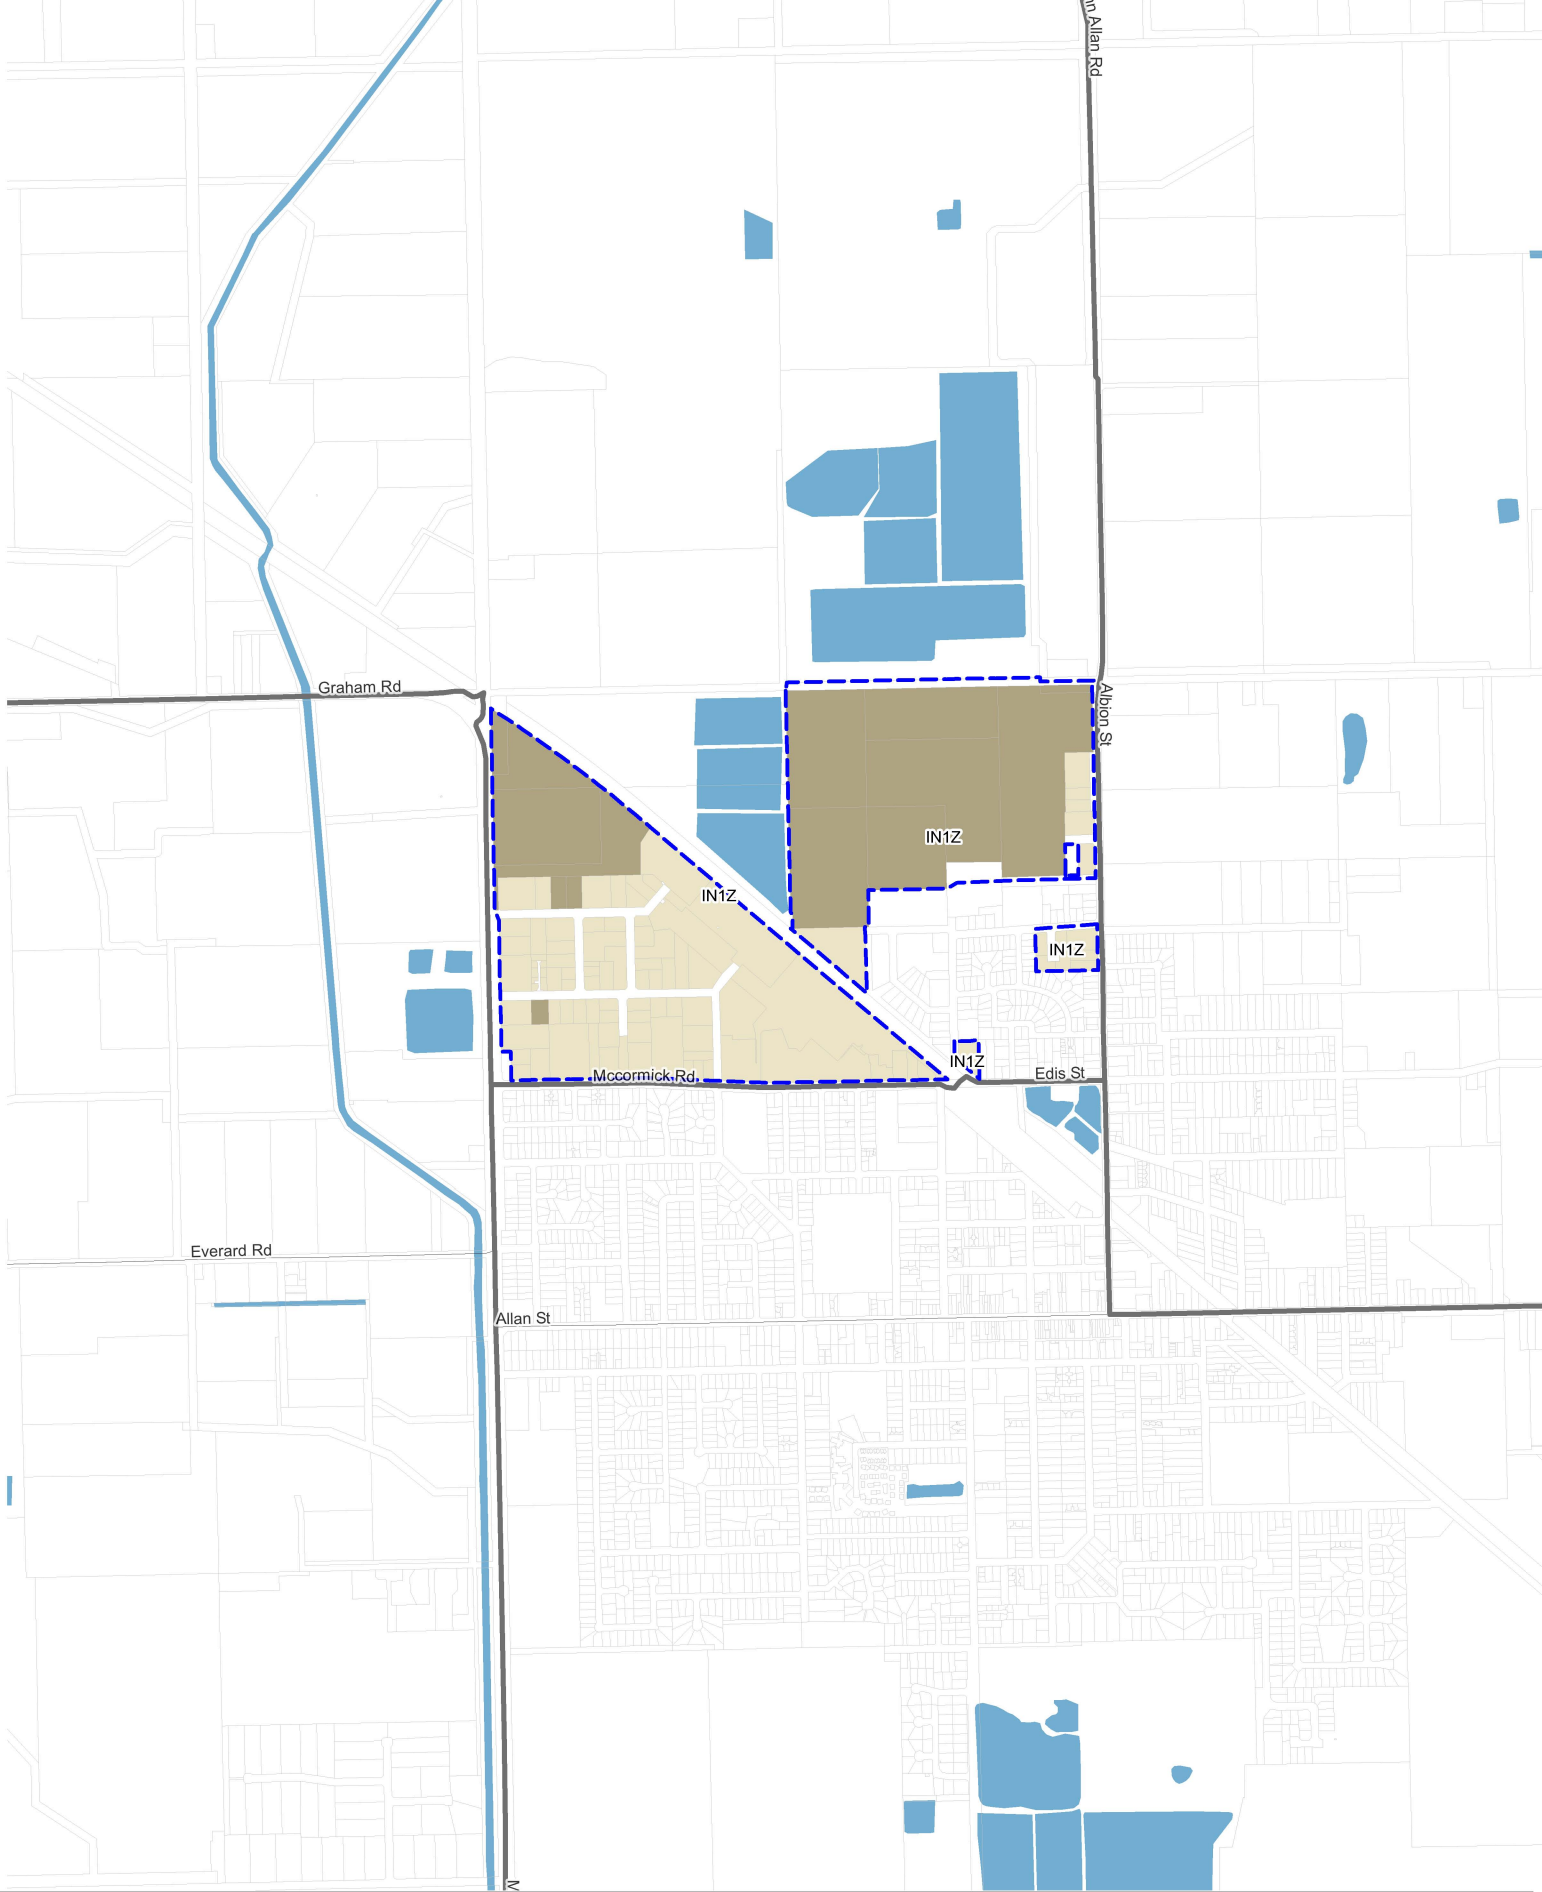 Allan Rd
Graham Rd
Albion St
IN1Z
IN1Z
IN1Z
IN1Z
Mccormick Rd
Edis St
Everard Rd
Allan St